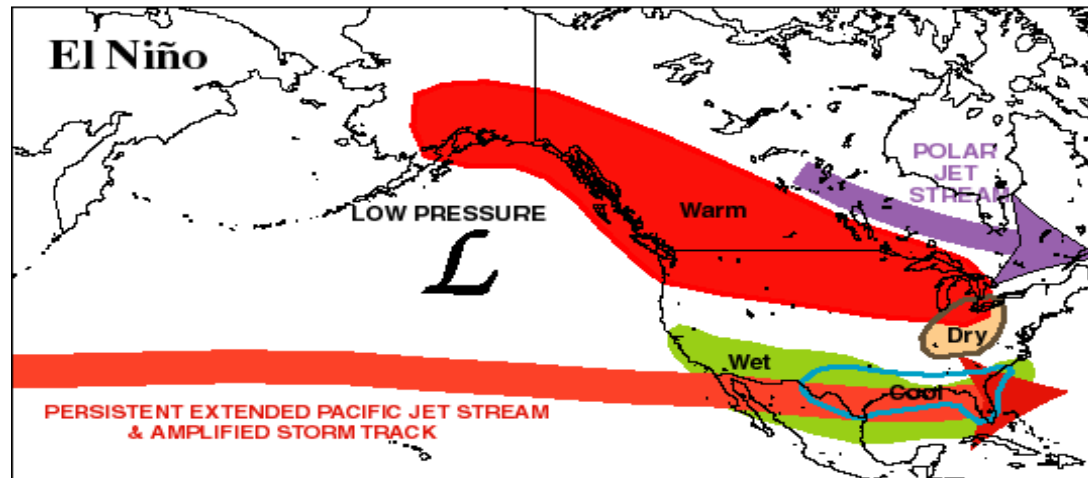 El Niño
POLAR
JET
STREAM
LOW PRESSURE
Warm
L
Dry
Wet
Cool
PERSISTENT EXTENDED PACIFIC JET STREAM
& AMPLIFIED STORM TRACK